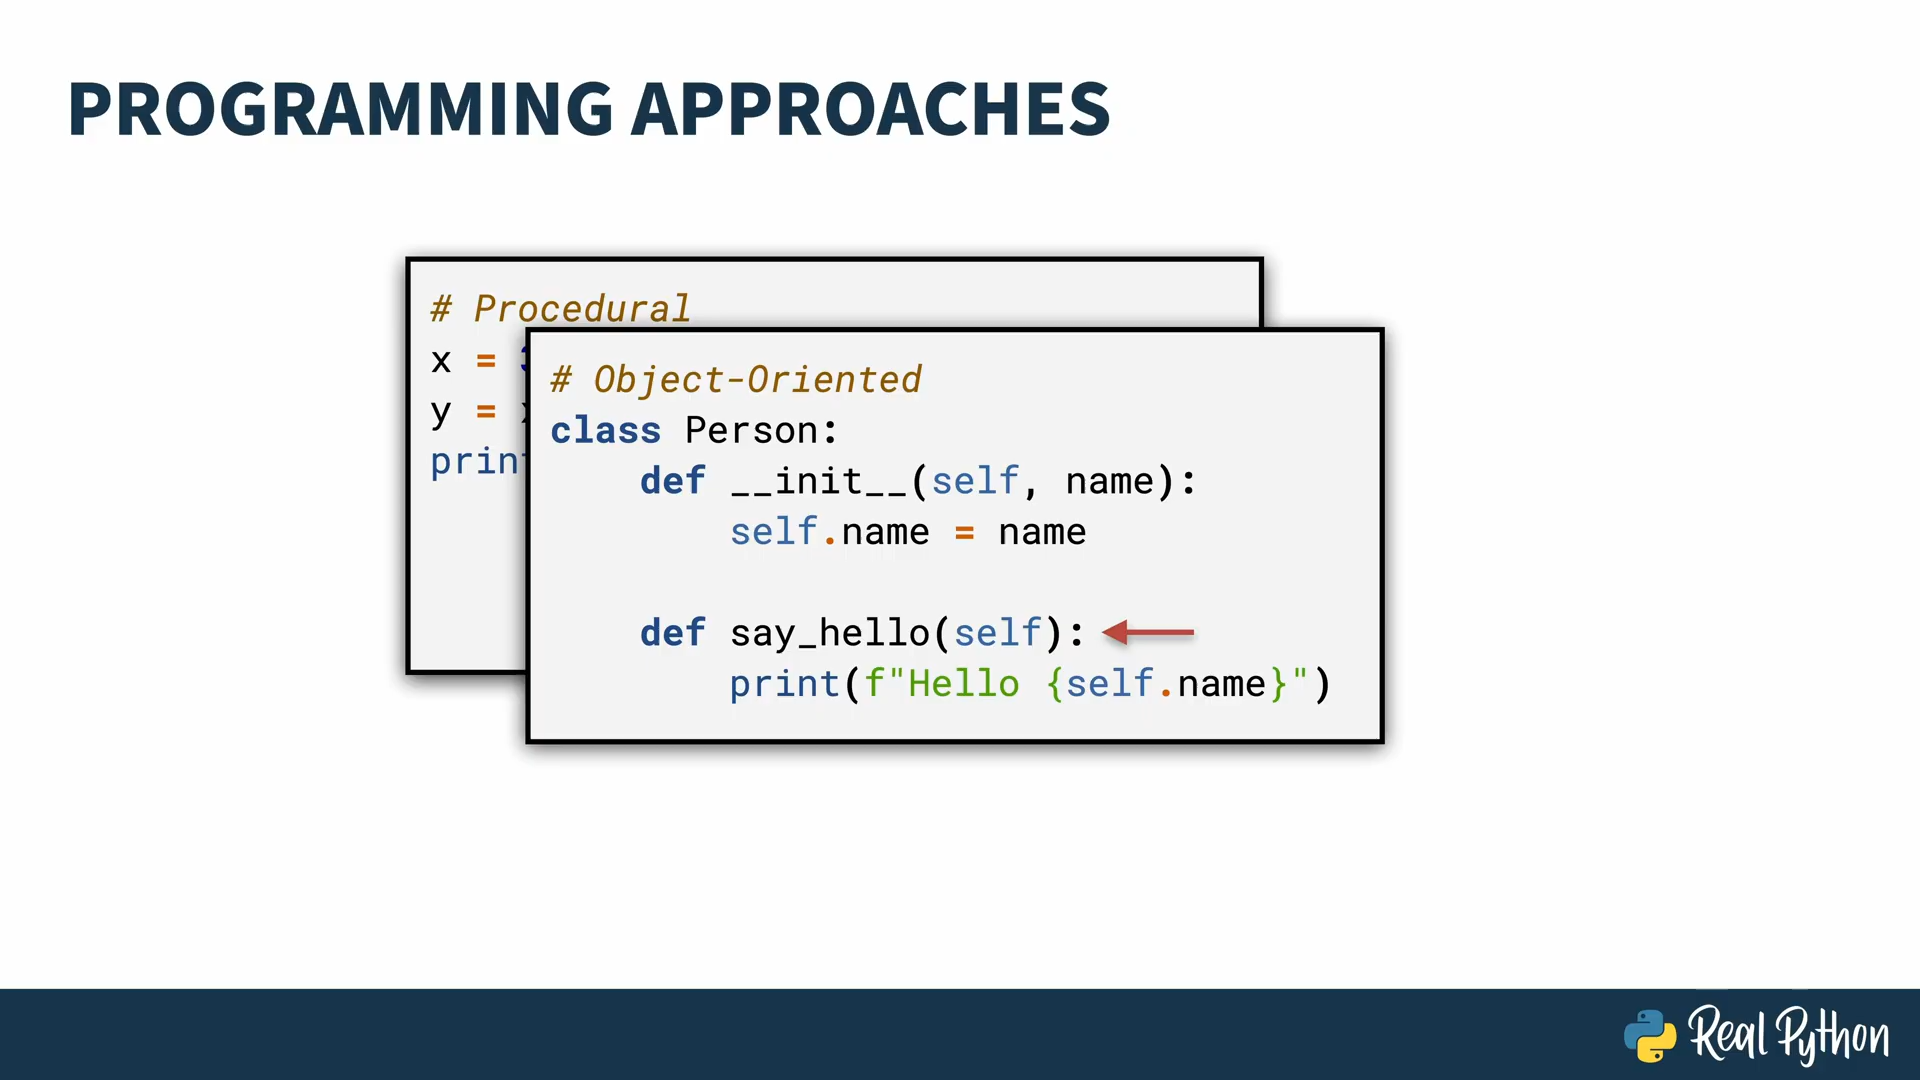 PROGRAMMING APPROACHES
# Procedural
x =
y =
print
# Object-Oriented
class Person:
    def __init__(self, name):
        self.name = name
    def say_hello(self):
        print(f"Hello {self.name}")
Real Python